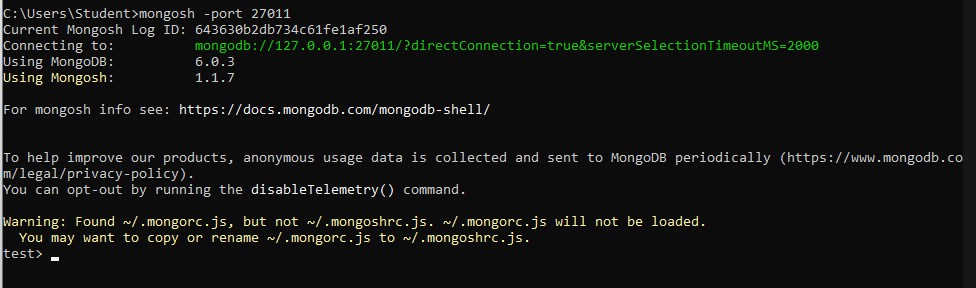 C:\Users\Student>mongosh -port 27011
Current Mongosh Log ID: 643630b2db734c61fe1af250
Connecting to:          mongodb://127.0.0.1:27011/?directConnection=true&serverSelectionTimeoutMS=2000
Using MongoDB:          6.0.3
Using Mongosh:          1.1.7
For mongosh info see: https://docs.mongodb.com/mongodb-shell/
To help improve our products, anonymous usage data is collected and sent to MongoDB periodically (https://www.mongodb.co
m/legal/privacy-policy).
You can opt-out by running the disableTelemetry() command.
Warning: Found ~/.mongorc.js, but not ~/.mongoshrc.js. ~/.mongorc.js will not be loaded.
  You may want to copy or rename ~/.mongorc.js to ~/.mongoshrc.js.
test>